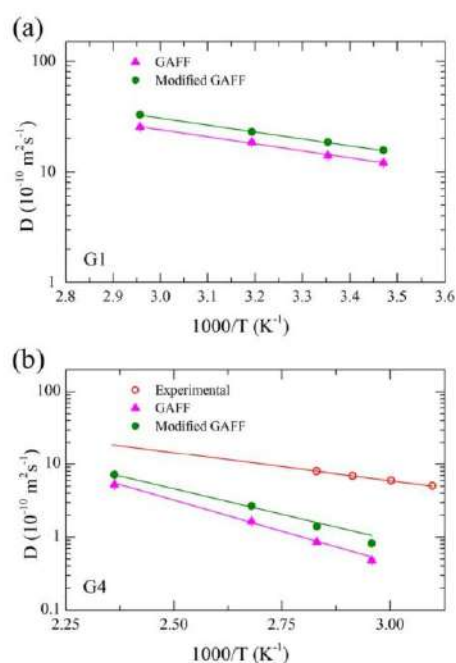 (a)
GAFF
Modified GAFF
100
10
1
D (10⁻¹⁰ m²s⁻¹)
G1
2.8 2.9 3.0 3.1 3.2 3.3 3.4 3.5 3.6
1000/T (K⁻¹)
(b)
Experimental
GAFF
Modified GAFF
100
10
1
0.1
D (10⁻¹⁰ m²s⁻¹)
G4
2.25 2.50 2.75 3.00
1000/T (K⁻¹)